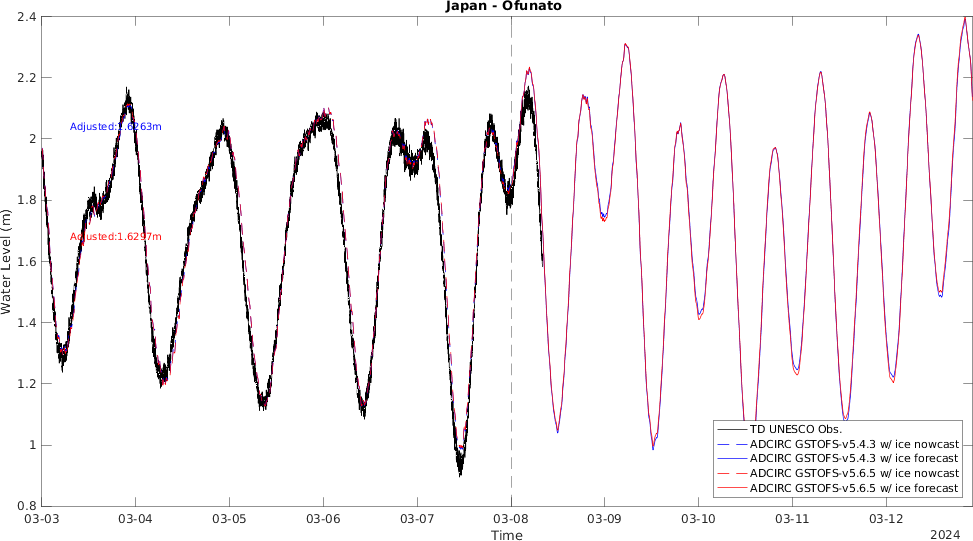 Japan - Ofunato
Water Level (m)
2.4
2.2
2
1.8
1.6
1.4
1.2
1
0.8
Adjusted:1.6263m
Adjusted:1.6297m
TD UNESCO Obs.
ADCIRC GSTOFS-v5.4.3 w/ ice nowcast
ADCIRC GSTOFS-v5.4.3 w/ ice forecast
ADCIRC GSTOFS-v5.6.5 w/ ice nowcast
ADCIRC GSTOFS-v5.6.5 w/ ice forecast
03-03 03-04 03-05 03-06 03-07 03-08 03-09 03-10 03-11 03-12
Time
2024